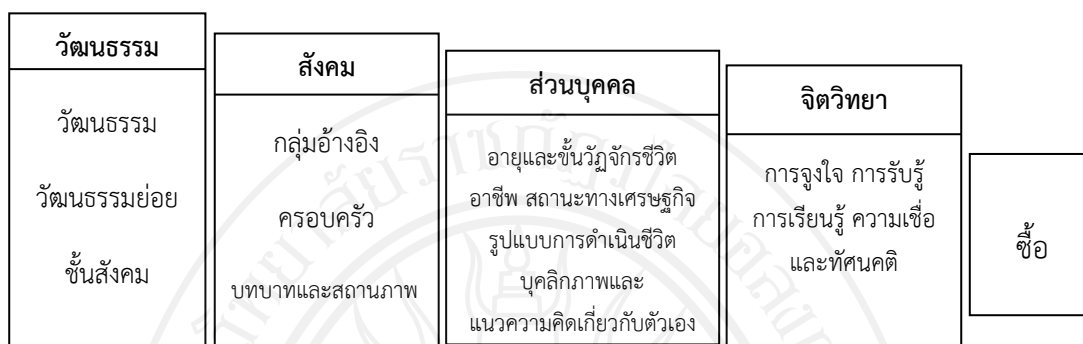 วัฒนธรรม
วัฒนธรรม
วัฒนธรรมย่อย
ชั้นสังคม
สังคม
กลุ่มอ้างอิง
ครอบครัว
บทบาทและสถานภาพ
ส่วนบุคคล
อายุและขั้นวัฏจักรชีวิต
อาชีพ สถานะทางเศรษฐกิจ
รูปแบบการดำเนินชีวิต
บุคลิกภาพและ
แนวความคิดเกี่ยวกับตัวเอง
จิตวิทยา
การจูงใจ การรับรู้
การเรียนรู้ ความเชื่อ
และทัศนคติ
ซื้อ